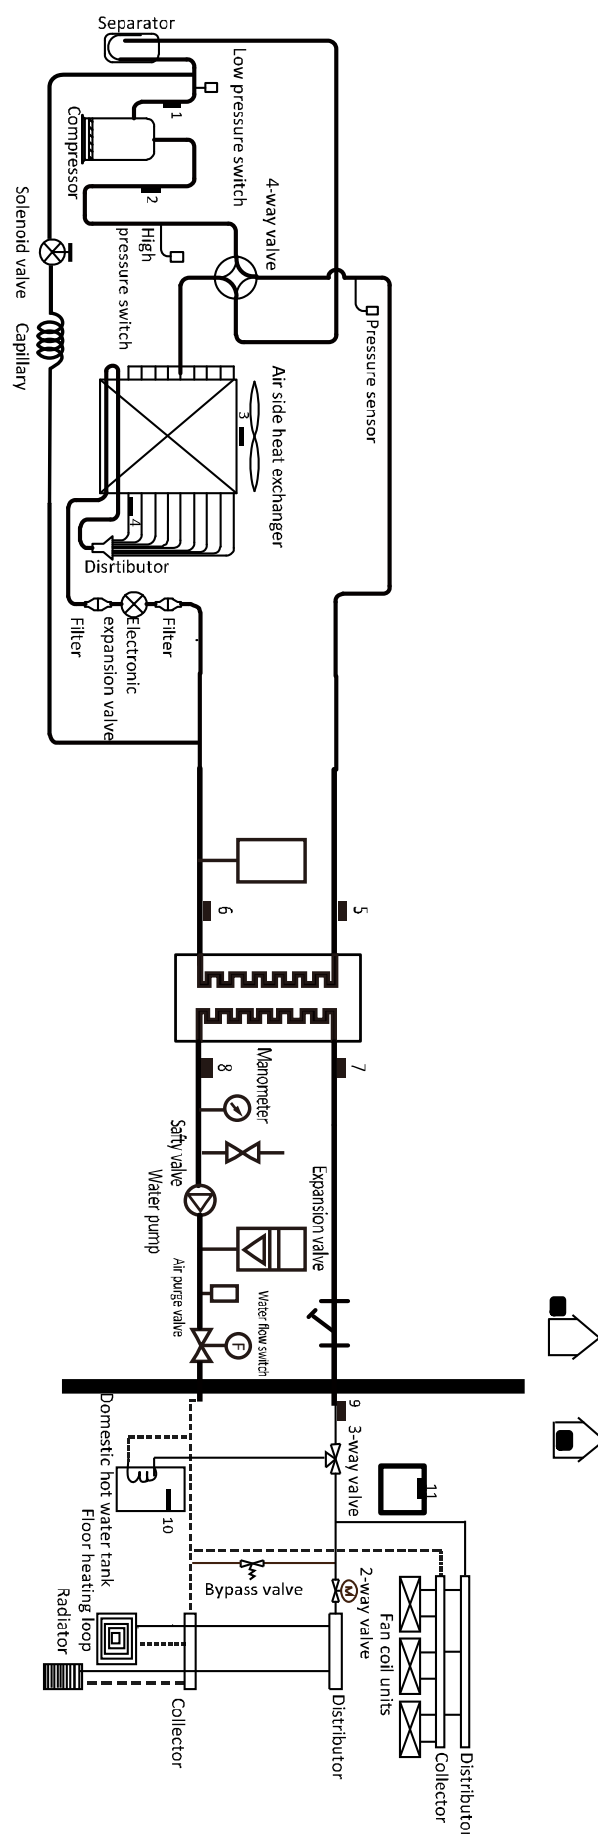 Separator
Low pressure switch
1
Compressor
2
4-way valve
High
pressure switch
Solenoid valve
Capillary
Pressure sensor
Air side heat exchanger
3
4
Disrtibutor
Filter
Electronic
expansion valve
Filter
5
6
7
8
Manometer
Safty valve
Water pump
Expansion valve
Air purge valve
Water flow switch
F
9
3-way valve
Domestic hot water tank
10
11
Floor heating loop
Bypass valve
M
2-way valve
Fan coil units
Radiator
Collector
Distributor
Collector
Distributor